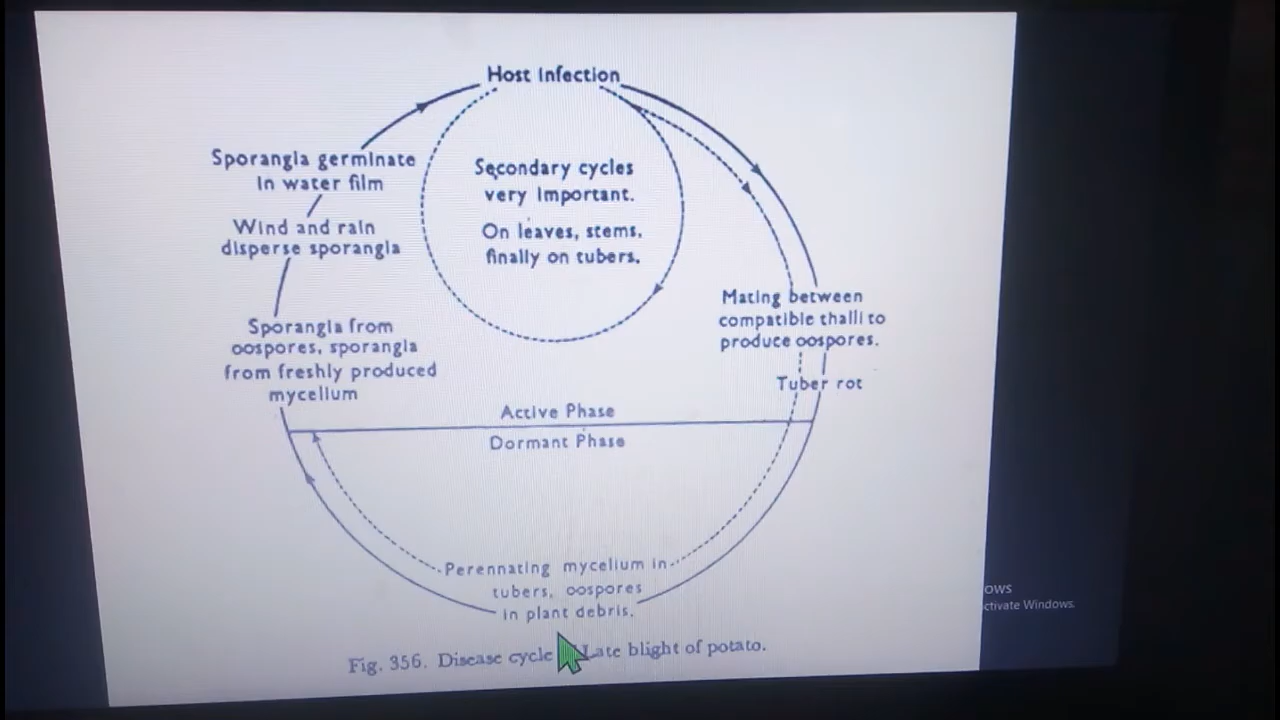 Host Infection
Sporangia germinate
in water film
Wind and rain
disperse sporangia
Sporangia from
oospores, sporangia
from freshly produced
mycelium
Secondary cycles
very important.
On leaves, stems,
finally on tubers.
Mating between
compatible thalli to
produce oospores.
Tuber rot
Active Phase
Dormant Phase
Perennating mycelium in
tubers, oospores
in plant debris.
Fig. 356. Disease cycle Late blight of potato.
ows
ctivate Windows.